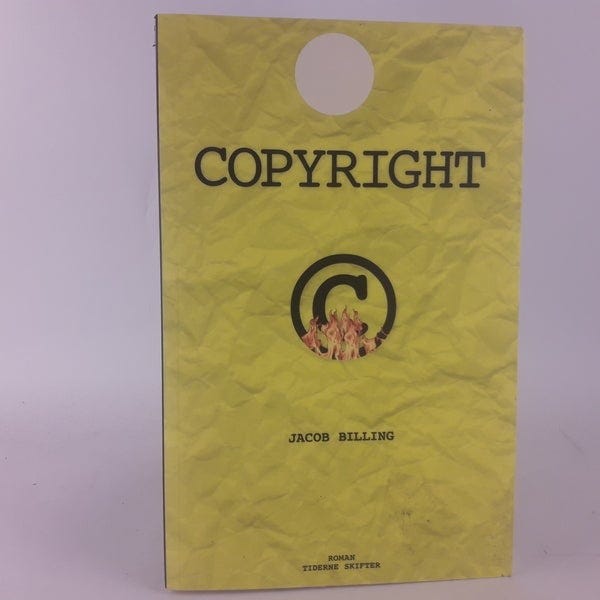 COPYRIGHT
©
JACOB BILLING
ROMAN
TIDERNE SKIFTER